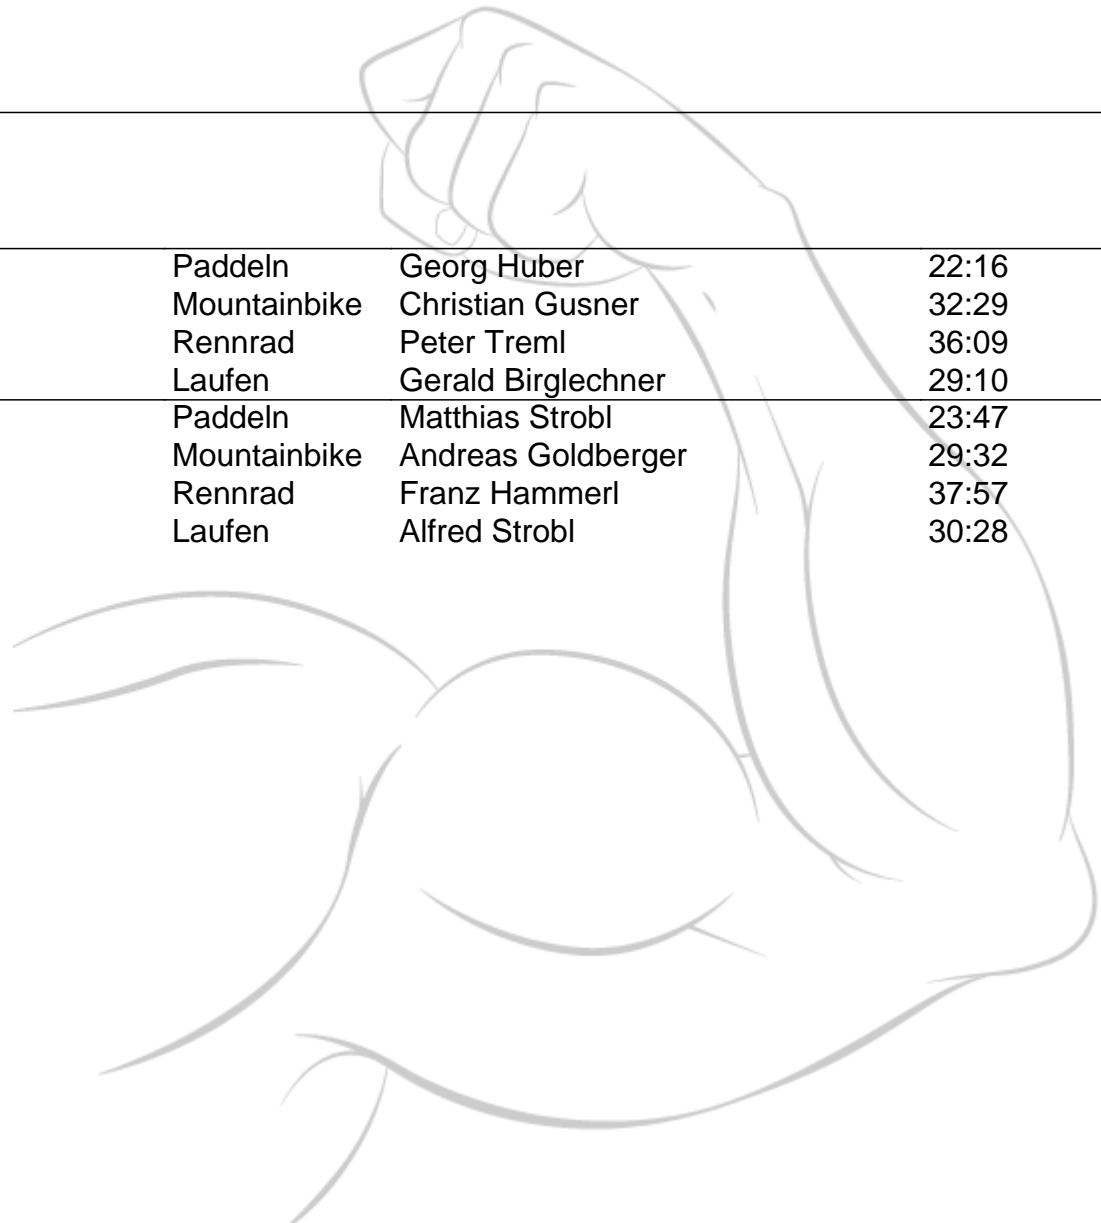 Paddeln Georg Huber 22:16
Mountainbike Christian Gusner 32:29
Rennrad Peter Treml 36:09
Laufen Gerald Birglechner 29:10
Paddeln Matthias Strobl 23:47
Mountainbike Andreas Goldberger 29:32
Rennrad Franz Hammerl 37:57
Laufen Alfred Strobl 30:28